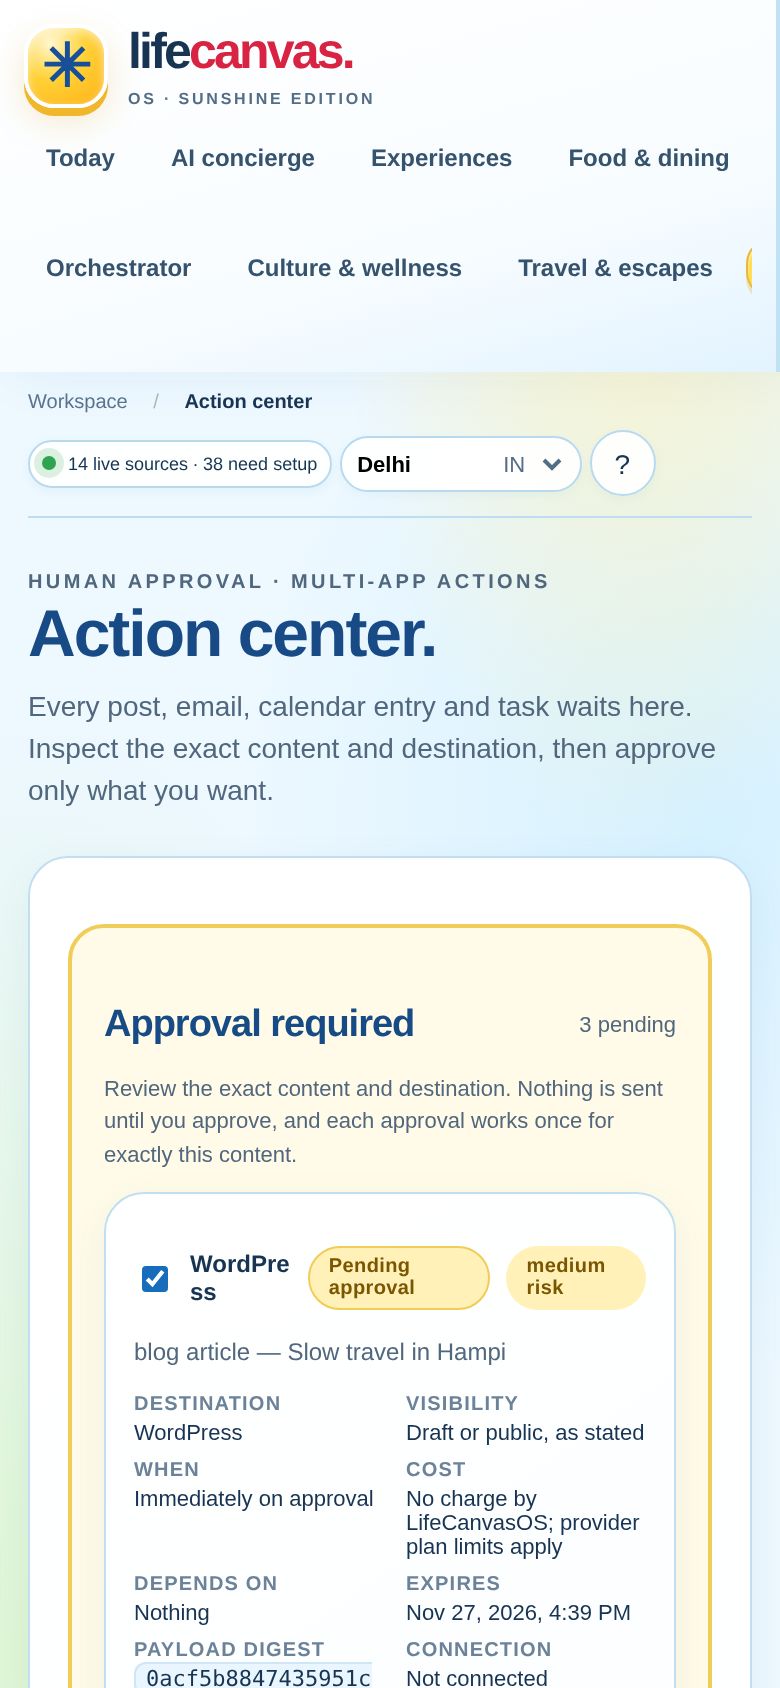 lifecanvas.
OS · SUNSHINE EDITION
Today AI concierge Experiences Food & dining
Orchestrator Culture & wellness Travel & escapes
Workspace / Action center
14 live sources · 38 need setup Delhi IN ?
HUMAN APPROVAL · MULTI-APP ACTIONS
Action center.
Every post, email, calendar entry and task waits here.
Inspect the exact content and destination, then approve
only what you want.
Approval required 3 pending
Review the exact content and destination. Nothing is sent
until you approve, and each approval works once for
exactly this content.
WordPre
ss
Pending
approval
medium
risk
blog article — Slow travel in Hampi
DESTINATION
WordPress
VISIBILITY
Draft or public, as stated
WHEN
Immediately on approval
COST
No charge by
LifeCanvasOS; provider
plan limits apply
DEPENDS ON
Nothing
EXPIRES
Nov 27, 2026, 4:39 PM
PAYLOAD DIGEST
0acf5b8847435951c
CONNECTION
Not connected